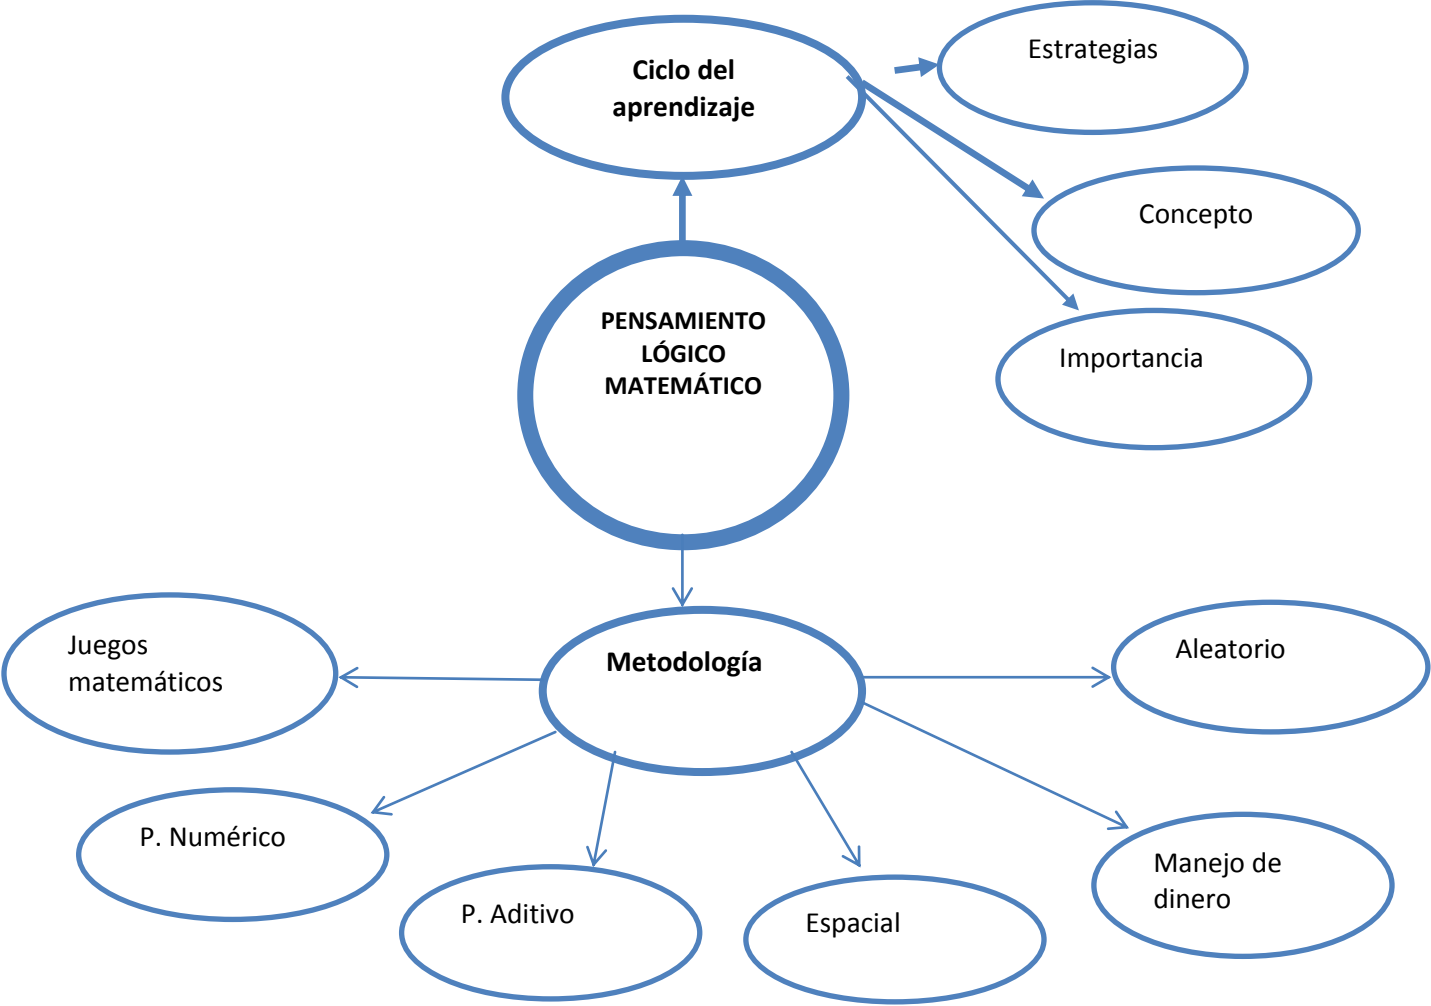 Ciclo del
aprendizaje
Estrategias
Concepto
Importancia
PENSAMIENTO
LÓGICO
MATEMÁTICO
Metodología
Juegos
matemáticos
Aleatorio
P. Numérico
P. Aditivo
Espacial
Manejo de
dinero